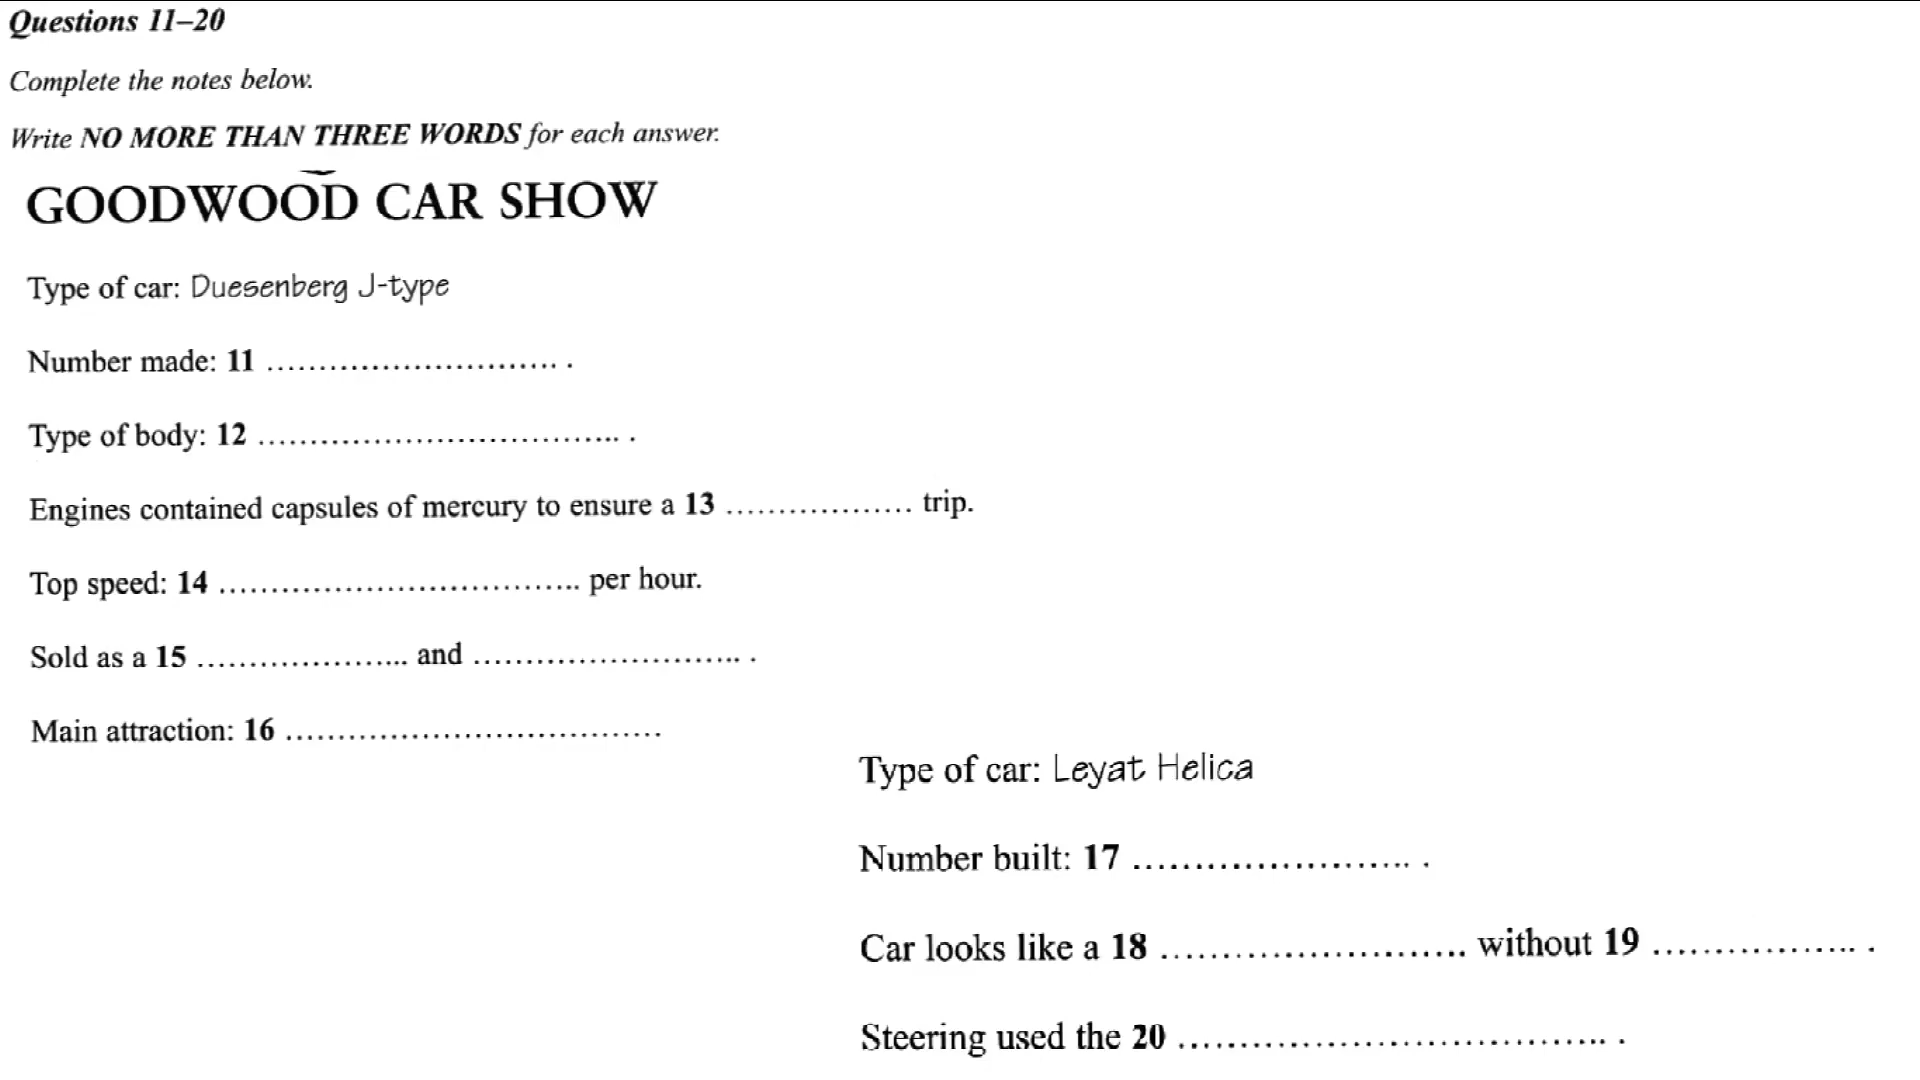 Questions 11–20
Complete the notes below.
Write NO MORE THAN THREE WORDS for each answer.
GOODWOOD CAR SHOW
Type of car: Duesenberg J-type
Number made: 11 ............................ .
Type of body: 12 ................................... .
Engines contained capsules of mercury to ensure a 13 .................. trip.
Top speed: 14 ................................... per hour.
Sold as a 15 .................... and .......................... .
Main attraction: 16 ....................................
Type of car: Leyat Helica
Number built: 17 ....................... .
Car looks like a 18 ......................... without 19 ................. .
Steering used the 20 ................................... .